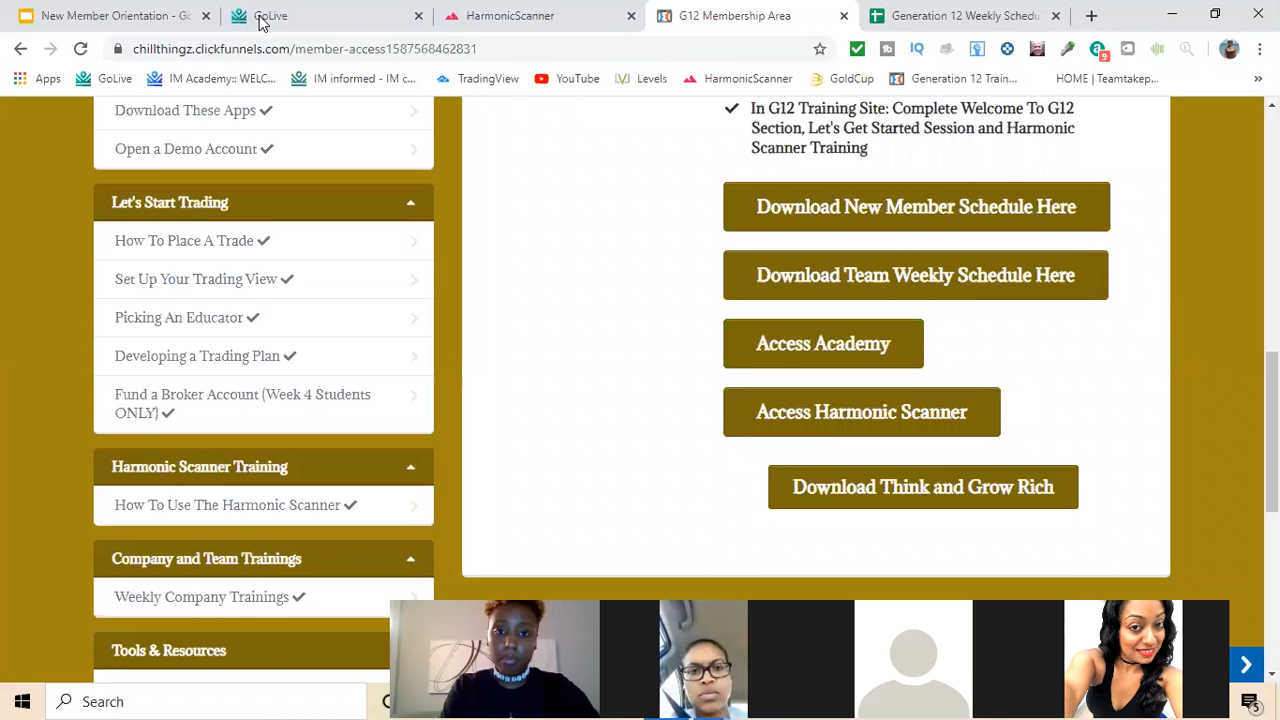 New Member Orientation - Go
GoLive
HarmonicScanner
G12 Membership Area
Generation 12 Weekly Schedu
chillthingz.clickfunnels.com/member-access1587568462831
Apps
GoLive
IM Academy:: WELC...
IM informed - IM c...
TradingView
YouTube
Levels
HarmonicScanner
GoldCup
Generation 12 Train...
HOME | Teamtakep...
Download These Apps
Open a Demo Account
Let's Start Trading
How To Place A Trade
Set Up Your Trading View
Picking An Educator
Developing a Trading Plan
Fund a Broker Account (Week 4 Students
ONLY)
Harmonic Scanner Training
How To Use The Harmonic Scanner
Company and Team Trainings
Weekly Company Trainings
Tools & Resources
In G12 Training Site: Complete Welcome To G12
Section, Let's Get Started Session and Harmonic
Scanner Training
Download New Member Schedule Here
Download Team Weekly Schedule Here
Access Academy
Access Harmonic Scanner
Download Think and Grow Rich
Search
5